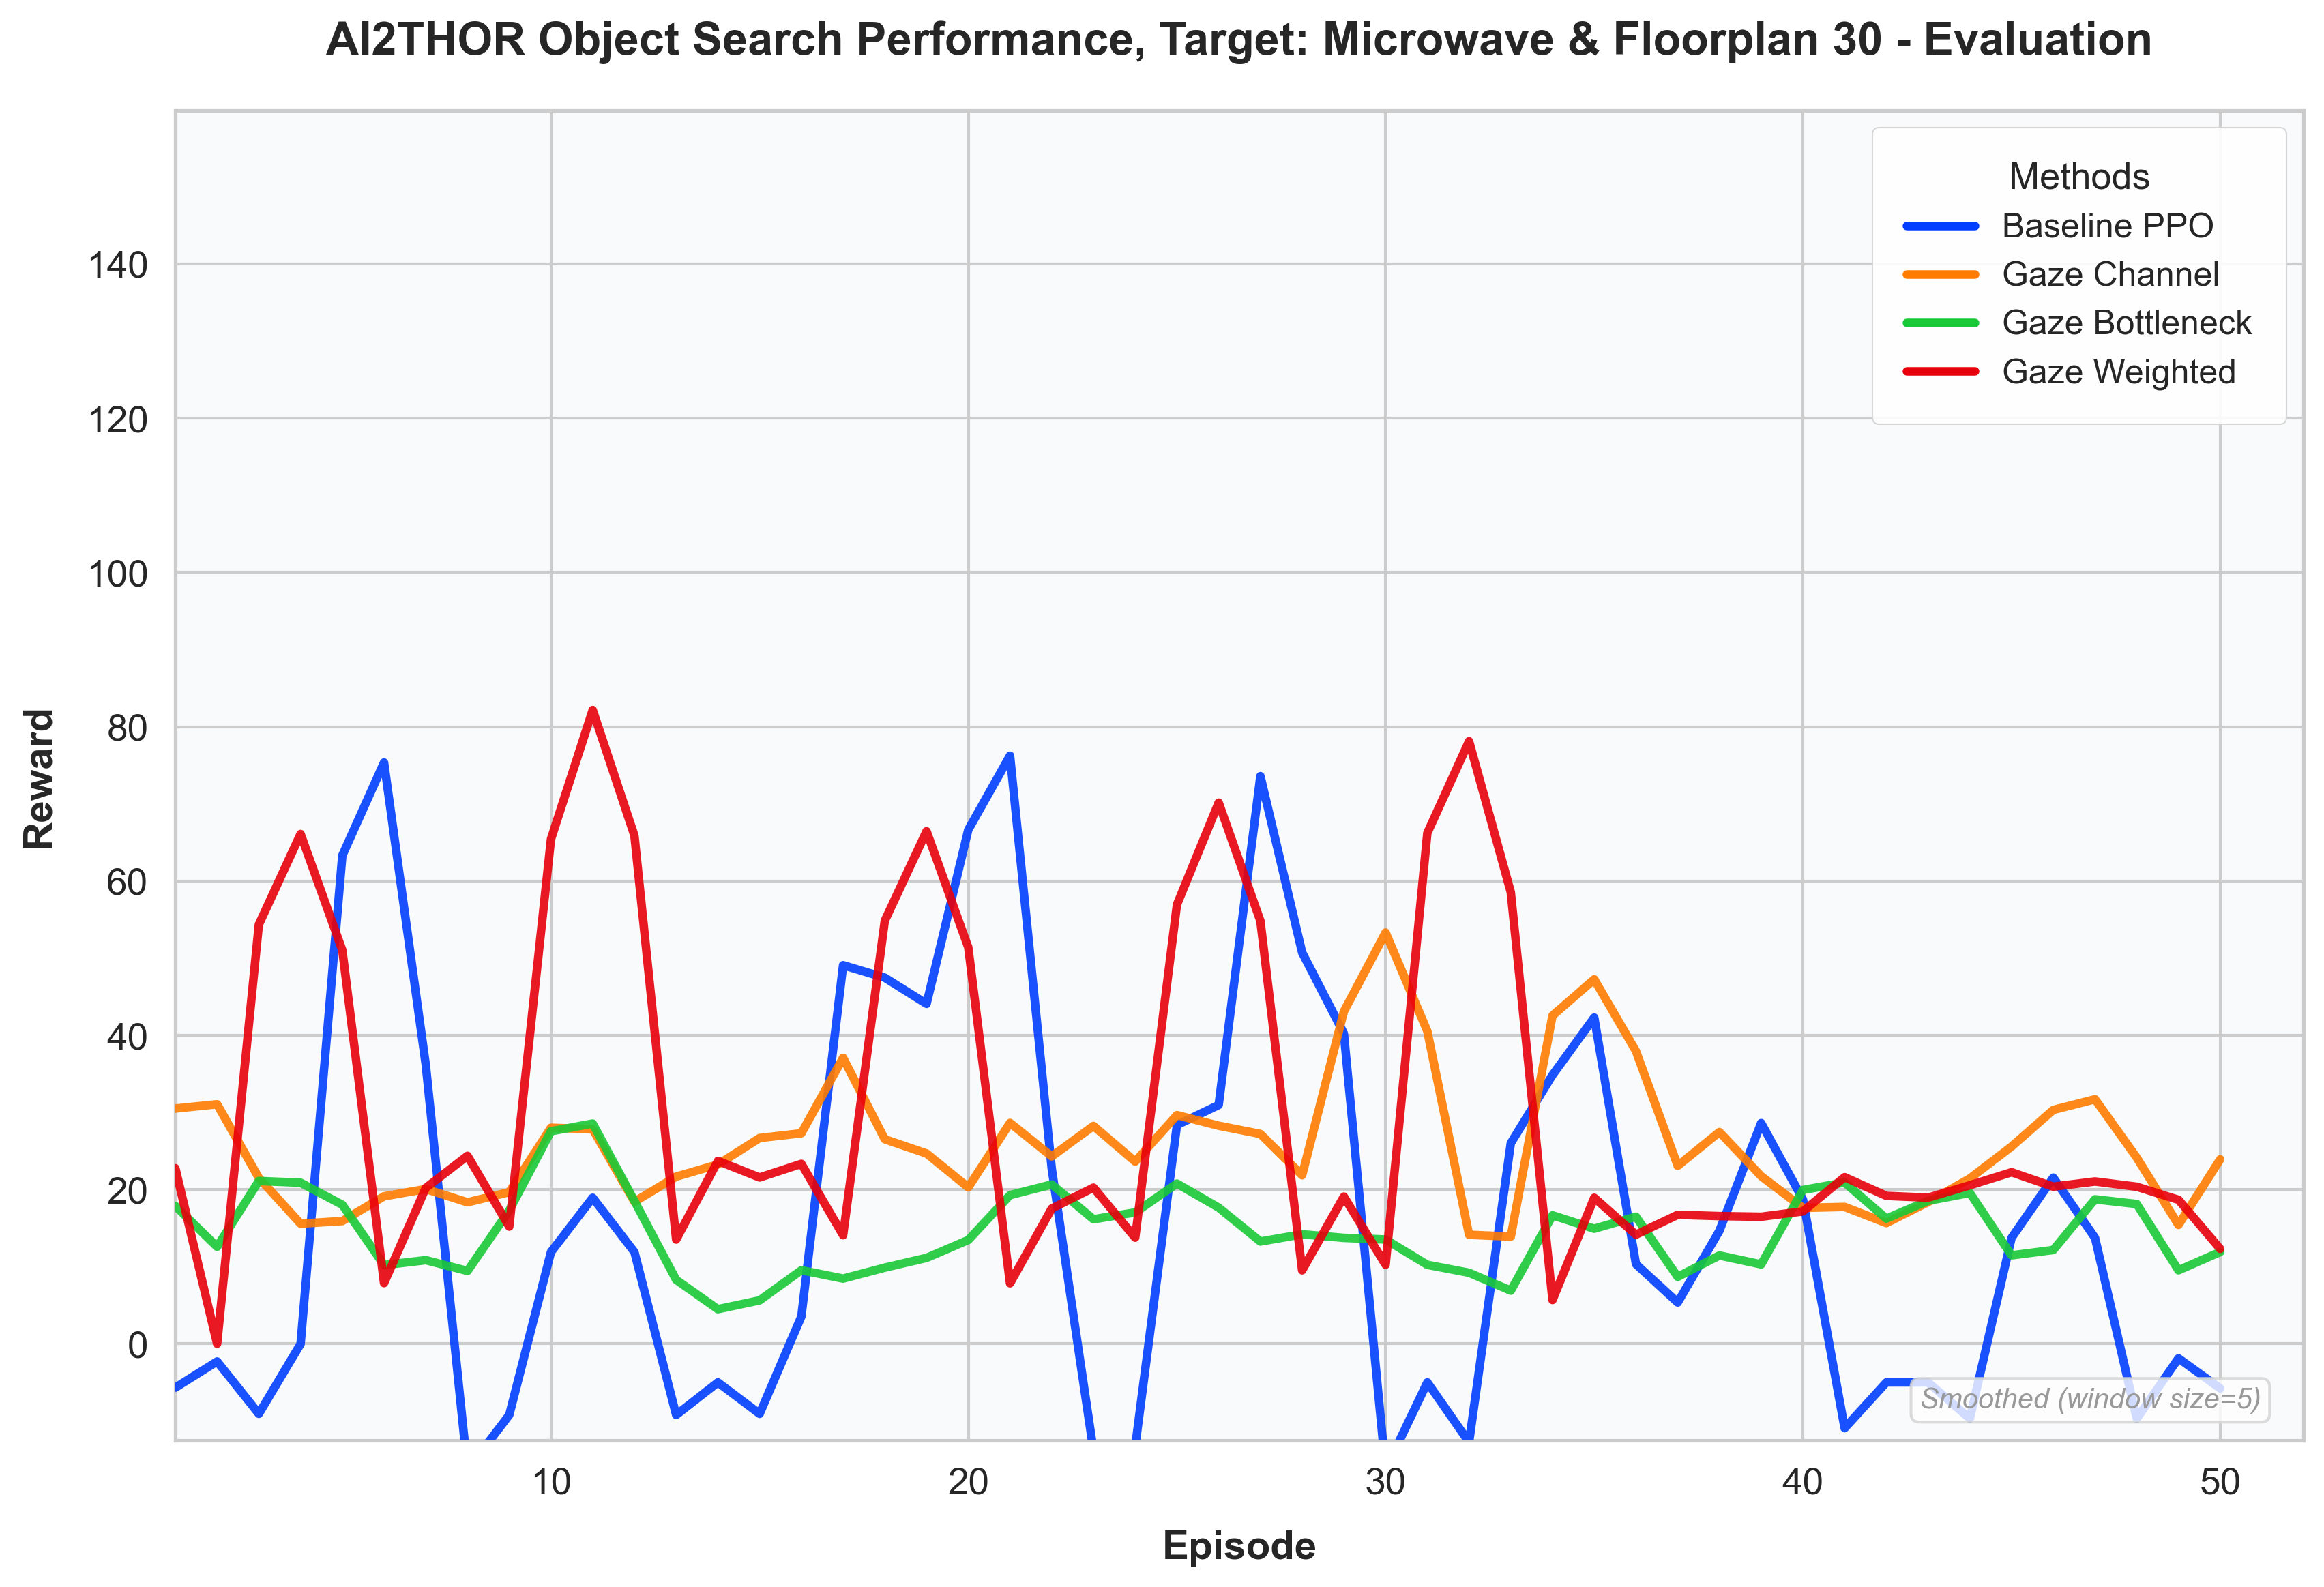 AI2THOR Object Search Performance, Target: Microwave & Floorplan 30 - Evaluation
Methods
Baseline PPO
Gaze Channel
Gaze Bottleneck
Gaze Weighted
140
120
100
80
60
40
20
0
Reward
Smoothed (window size=5)
10
20
30
40
50
Episode